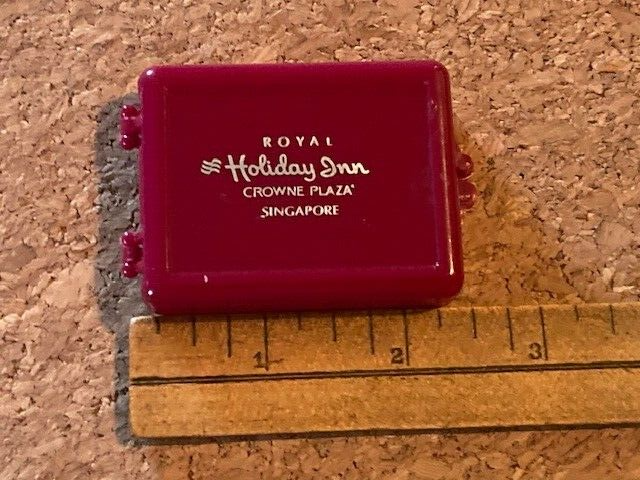 ROYAL
Holiday Inn
CROWNE PLAZA
SINGAPORE
1 2 3